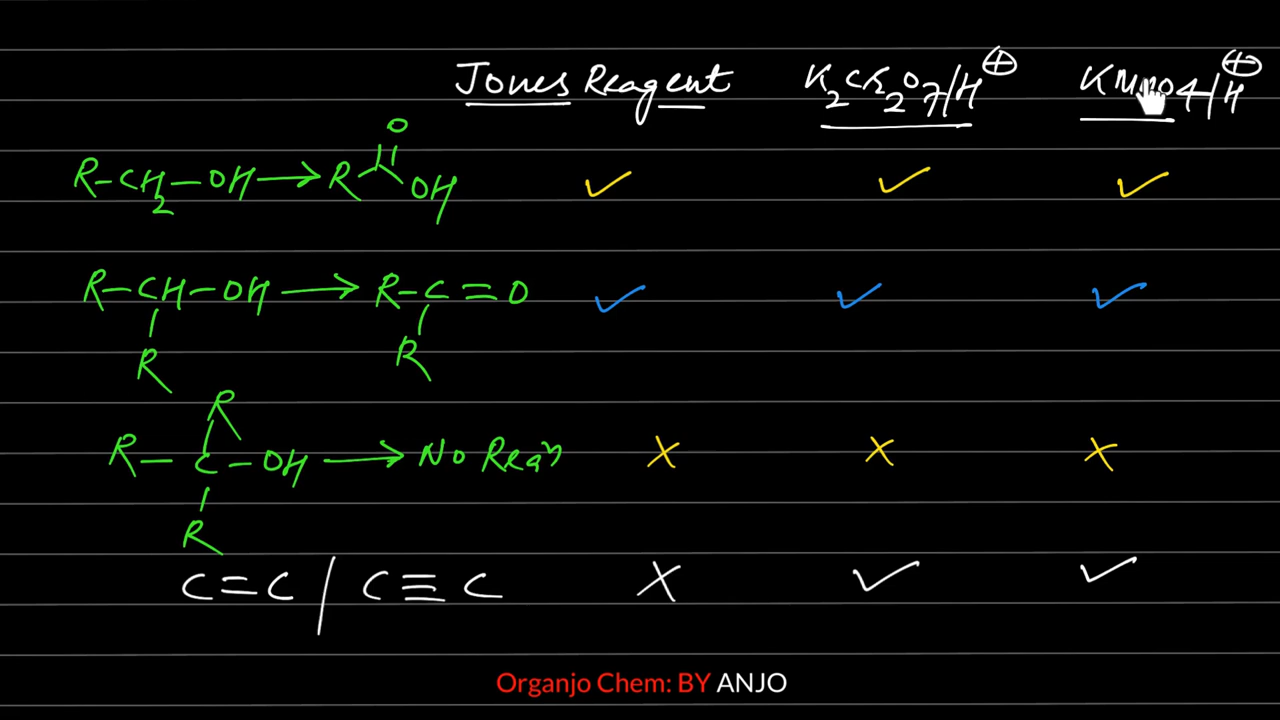 Jones Reagent K₂Cr₂O₇/H⊕ KMnO4/H⊕
R-CH₂-OH → R-C(=O)-OH ✓ ✓ ✓
R-CH(R)-OH → R-C(R)=O ✓ ✓ ✓
R-C(R)(R)-OH → No Reaⁿ X X X
C=C / C≡C X ✓ ✓
Organjo Chem: BY ANJO